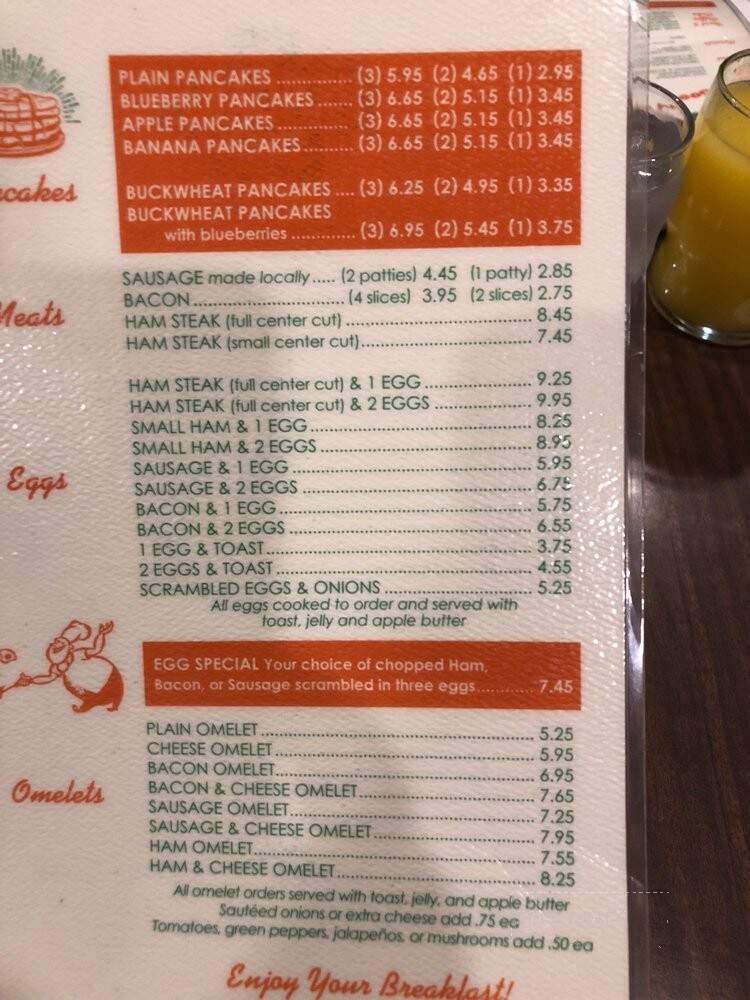 PLAIN PANCAKES ............... (3) 5.95 (2) 4.65 (1) 2.95
BLUEBERRY PANCAKES ....... (3) 6.65 (2) 5.15 (1) 3.45
APPLE PANCAKES .............. (3) 6.65 (2) 5.15 (1) 3.45
BANANA PANCAKES.......... (3) 6.65 (2) 5.15 (1) 3.45
BUCKWHEAT PANCAKES .... (3) 6.25 (2) 4.95 (1) 3.35
BUCKWHEAT PANCAKES
with blueberries ............. (3) 6.95 (2) 5.45 (1) 3.75
Meats
SAUSAGE made locally ..... (2 patties) 4.45 (1 patty) 2.85
BACON .............................. (4 slices) 3.95 (2 slices) 2.75
HAM STEAK (full center cut) .................................... 8.45
HAM STEAK (small center cut)................................. 7.45
Eggs
HAM STEAK (full center cut) & 1 EGG ..................... 9.25
HAM STEAK (full center cut) & 2 EGGS ................... 9.95
SMALL HAM & 1 EGG ............................................ 8.25
SMALL HAM & 2 EGGS .......................................... 8.95
SAUSAGE & 1 EGG ............................................... 5.95
SAUSAGE & 2 EGGS ............................................. 6.75
BACON & 1 EGG .................................................. 5.75
BACON & 2 EGGS ................................................ 6.55
1 EGG & TOAST..................................................... 3.75
2 EGGS & TOAST ................................................... 4.55
SCRAMBLED EGGS & ONIONS ............................. 5.25
All eggs cooked to order and served with
toast, jelly and apple butter
EGG SPECIAL Your choice of chopped Ham,
Bacon, or Sausage scrambled in three eggs............ 7.45
Omelets
PLAIN OMELET....................................................... 5.25
CHEESE OMELET.................................................... 5.95
BACON OMELET.................................................... 6.95
BACON & CHEESE OMELET.................................. 7.65
SAUSAGE OMELET................................................. 7.25
SAUSAGE & CHEESE OMELET................................ 7.95
HAM OMELET........................................................ 7.55
HAM & CHEESE OMELET....................................... 8.25
All omelet orders served with toast, jelly, and apple butter
Sautéed onions or extra cheese add .75 ea
Tomatoes, green peppers, jalapeños, or mushrooms add .50 ea
Enjoy Your Breakfast!